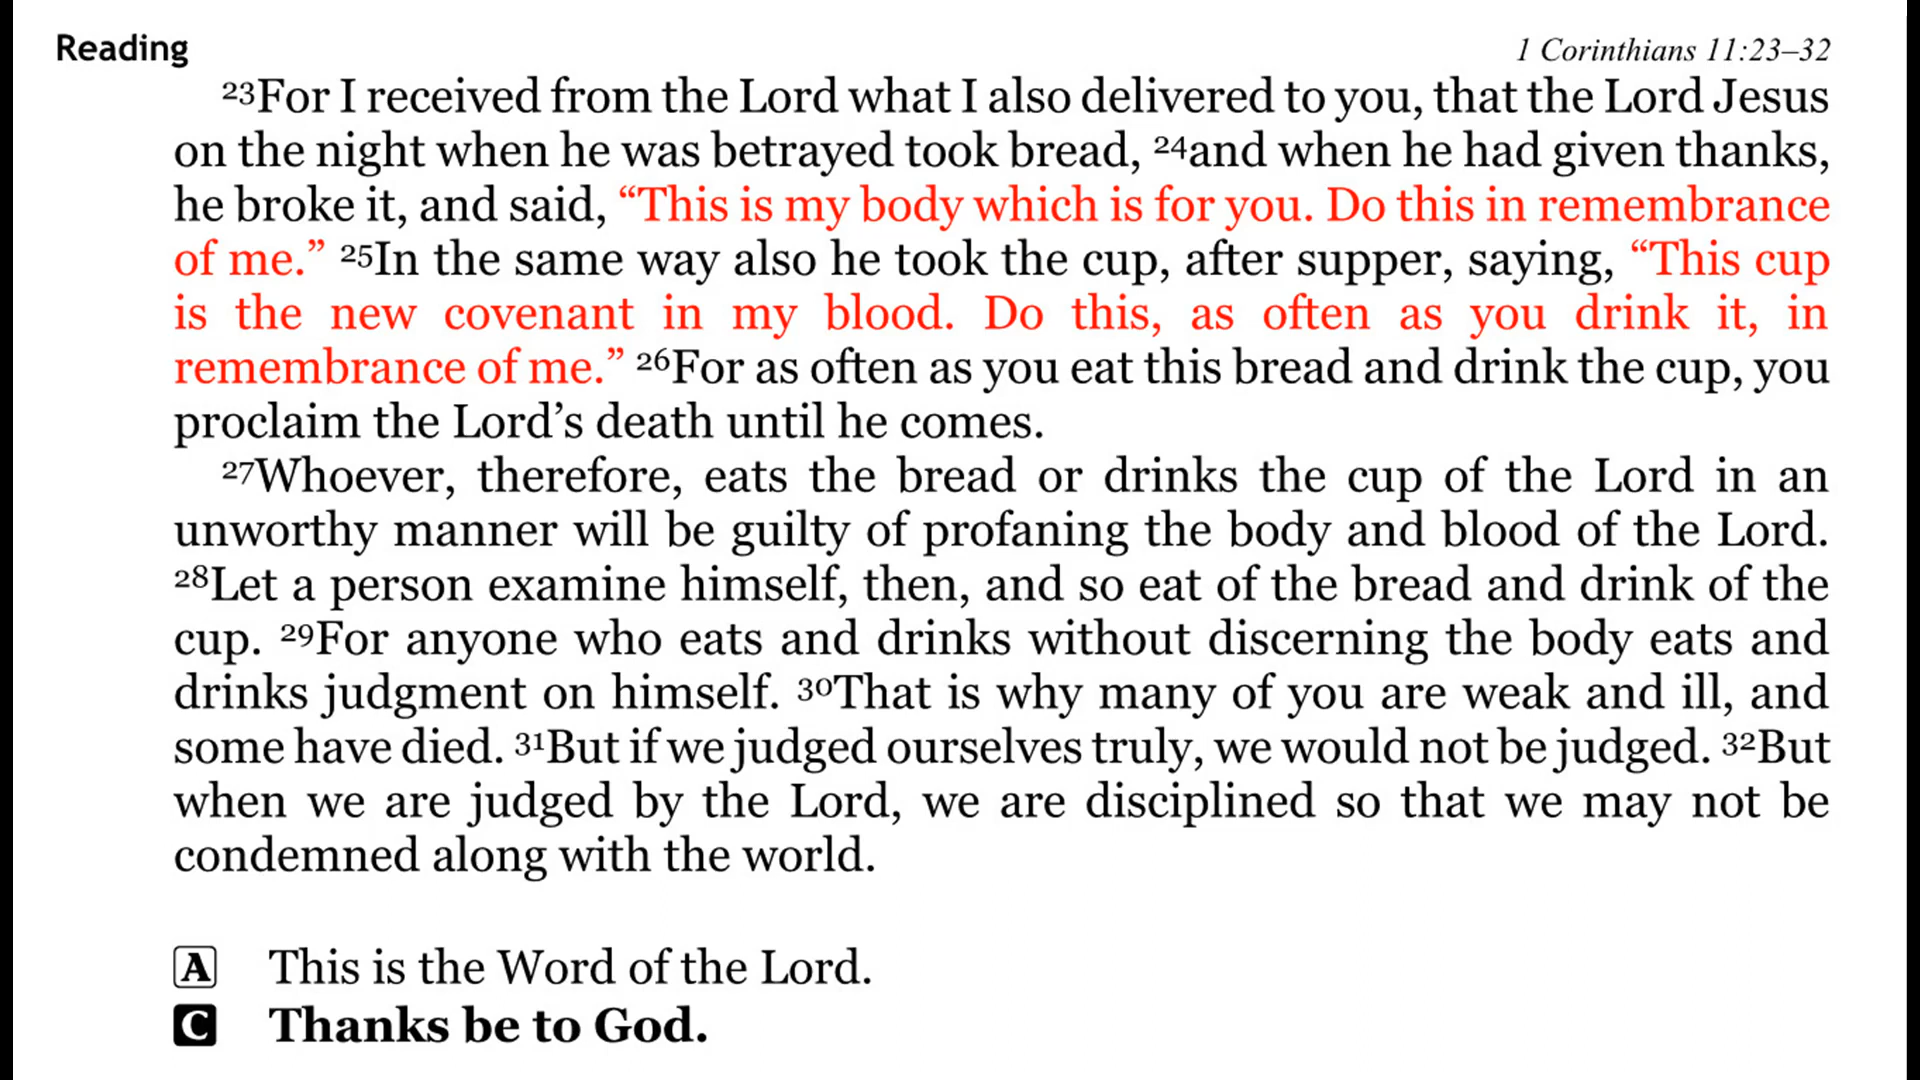 Reading 1 Corinthians 11:23–32
²³For I received from the Lord what I also delivered to you, that the Lord Jesus
on the night when he was betrayed took bread, ²⁴and when he had given thanks,
he broke it, and said, “This is my body which is for you. Do this in remembrance
of me.” ²⁵In the same way also he took the cup, after supper, saying, “This cup
is the new covenant in my blood. Do this, as often as you drink it, in
remembrance of me.” ²⁶For as often as you eat this bread and drink the cup, you
proclaim the Lord’s death until he comes.
²⁷Whoever, therefore, eats the bread or drinks the cup of the Lord in an
unworthy manner will be guilty of profaning the body and blood of the Lord.
²⁸Let a person examine himself, then, and so eat of the bread and drink of the
cup. ²⁹For anyone who eats and drinks without discerning the body eats and
drinks judgment on himself. ³⁰That is why many of you are weak and ill, and
some have died. ³¹But if we judged ourselves truly, we would not be judged. ³²But
when we are judged by the Lord, we are disciplined so that we may not be
condemned along with the world.
A This is the Word of the Lord.
C Thanks be to God.